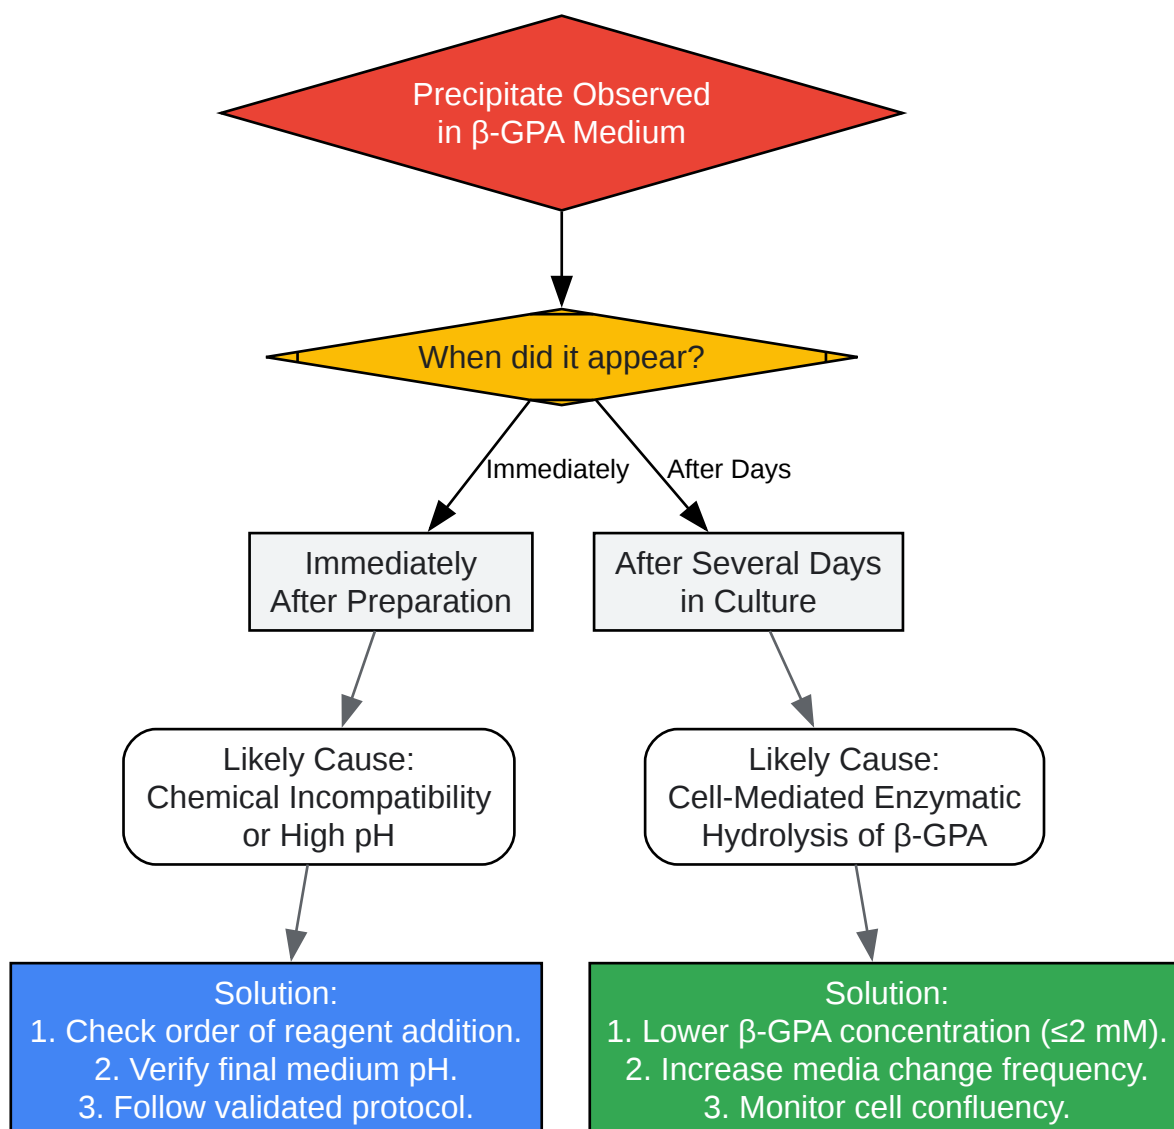 Precipitate Observed
in β-GPA Medium
When did it appear?
Immediately
After Days
Immediately
After Preparation
After Several Days
in Culture
Likely Cause:
Chemical Incompatibility
or High pH
Likely Cause:
Cell-Mediated Enzymatic
Hydrolysis of β-GPA
Solution:
1. Check order of reagent addition.
2. Verify final medium pH.
3. Follow validated protocol.
Solution:
1. Lower β-GPA concentration (≤2 mM).
2. Increase media change frequency.
3. Monitor cell confluency.